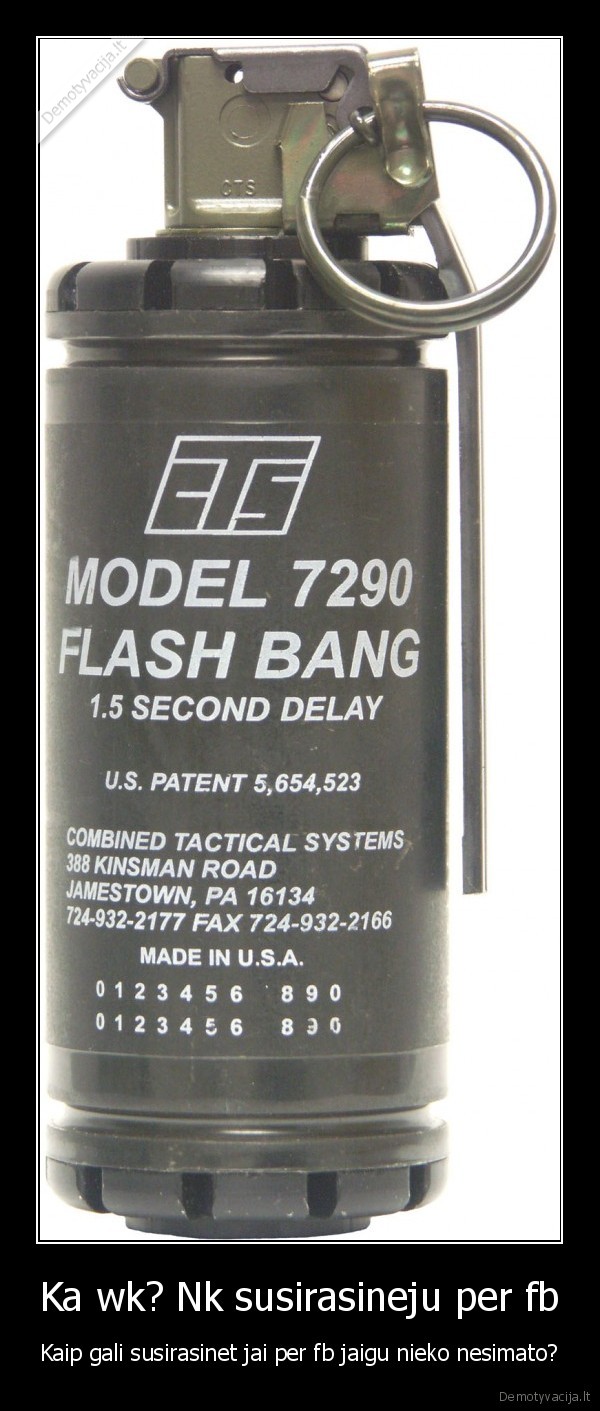 Demotyvacija.lt
CTS
CTS
MODEL 7290
FLASH BANG
1.5 SECOND DELAY
U.S. PATENT 5,654,523
COMBINED TACTICAL SYSTEMS
388 KINSMAN ROAD
JAMESTOWN, PA 16134
724-932-2177 FAX 724-932-2166
MADE IN U.S.A.
0 1 2 3 4 5 6 8 9 0
0 1 2 3 4 5 6 8 9 0
Ka wk? Nk susirasineju per fb
Kaip gali susirasinet jai per fb jaigu nieko nesimato?
Demotyvacija.lt